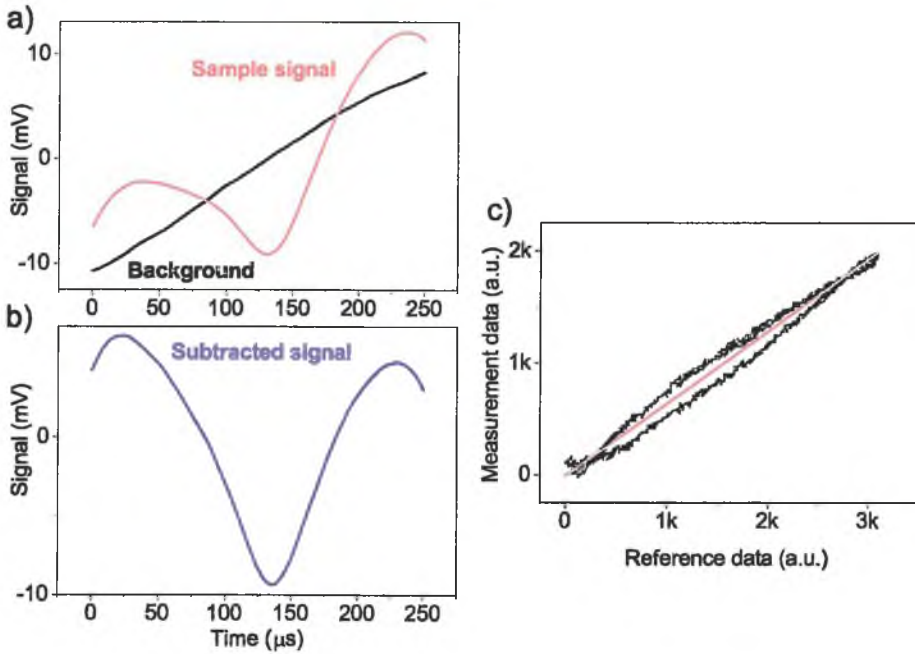 a)
10
0
-10
Signal (mV)
Sample signal
Background
0 50 100 150 200 250
b)
0
-10
Signal (mV)
Subtracted signal
0 50 100 150 200 250
Time (μs)
c)
2k
1k
0
Measurement data (a.u.)
0 1k 2k 3k
Reference data (a.u.)